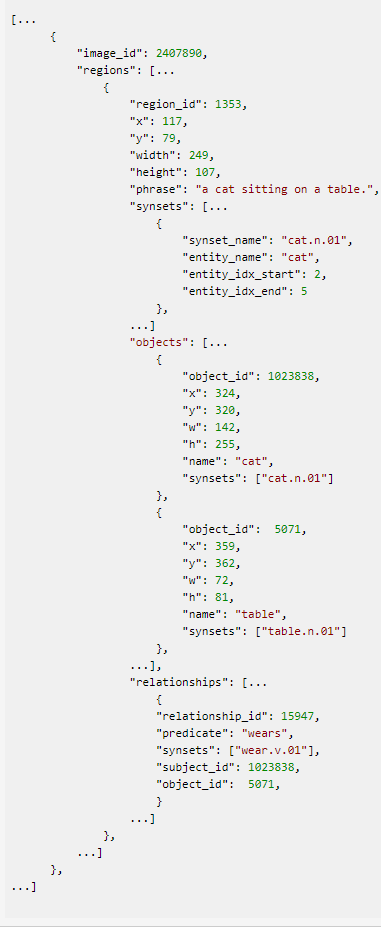 [...
{
"image_id": 2407890,
"regions": [...
{
"region_id": 1353,
"x": 117,
"y": 79,
"width": 249,
"height": 107,
"phrase": "a cat sitting on a table.",
"synsets": [...
{
"synset_name": "cat.n.01",
"entity_name": "cat",
"entity_idx_start": 2,
"entity_idx_end": 5
},
...]
"objects": [...
{
"object_id": 1023838,
"x": 324,
"y": 320,
"w": 142,
"h": 255,
"name": "cat",
"synsets": ["cat.n.01"]
},
{
"object_id":  5071,
"x": 359,
"y": 362,
"w": 72,
"h": 81,
"name": "table",
"synsets": ["table.n.01"]
},
...],
"relationships": [...
{
"relationship_id": 15947,
"predicate": "wears",
"synsets": ["wear.v.01"],
"subject_id": 1023838,
"object_id":  5071,
}
...]
},
...]
},
...]